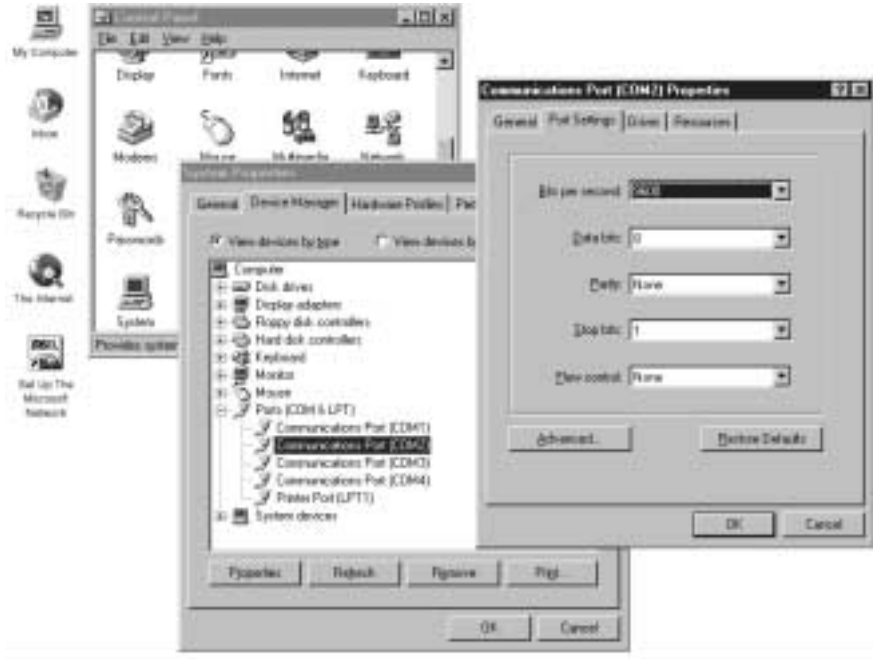 My Computer
Inbox
Recycle Bin
The Internet
Set Up The
Microsoft
Network
Control Panel
File Edit View Help
Display Fonts Internet Keyboard
Modems Mouse Multimedia Network
Passwords
System
Provides system
System Properties
General Device Manager Hardware Profiles
View devices by type View devices b
Computer
Disk drives
Display adapters
Floppy disk controllers
Hard disk controllers
Keyboard
Monitor
Mouse
Ports (COM & LPT)
Communications Port (COM1)
Communications Port (COM2)
Communications Port (COM3)
Communications Port (COM4)
Printer Port (LPT1)
System devices
Properties Refresh Remove Print...
OK Cancel
Communications Port (COM2) Properties
General Port Settings Driver Resources
Bits per second:
Data bits: 8
Parity: None
Stop bits: 1
Flow control: None
Advanced... Restore Defaults
OK Cancel